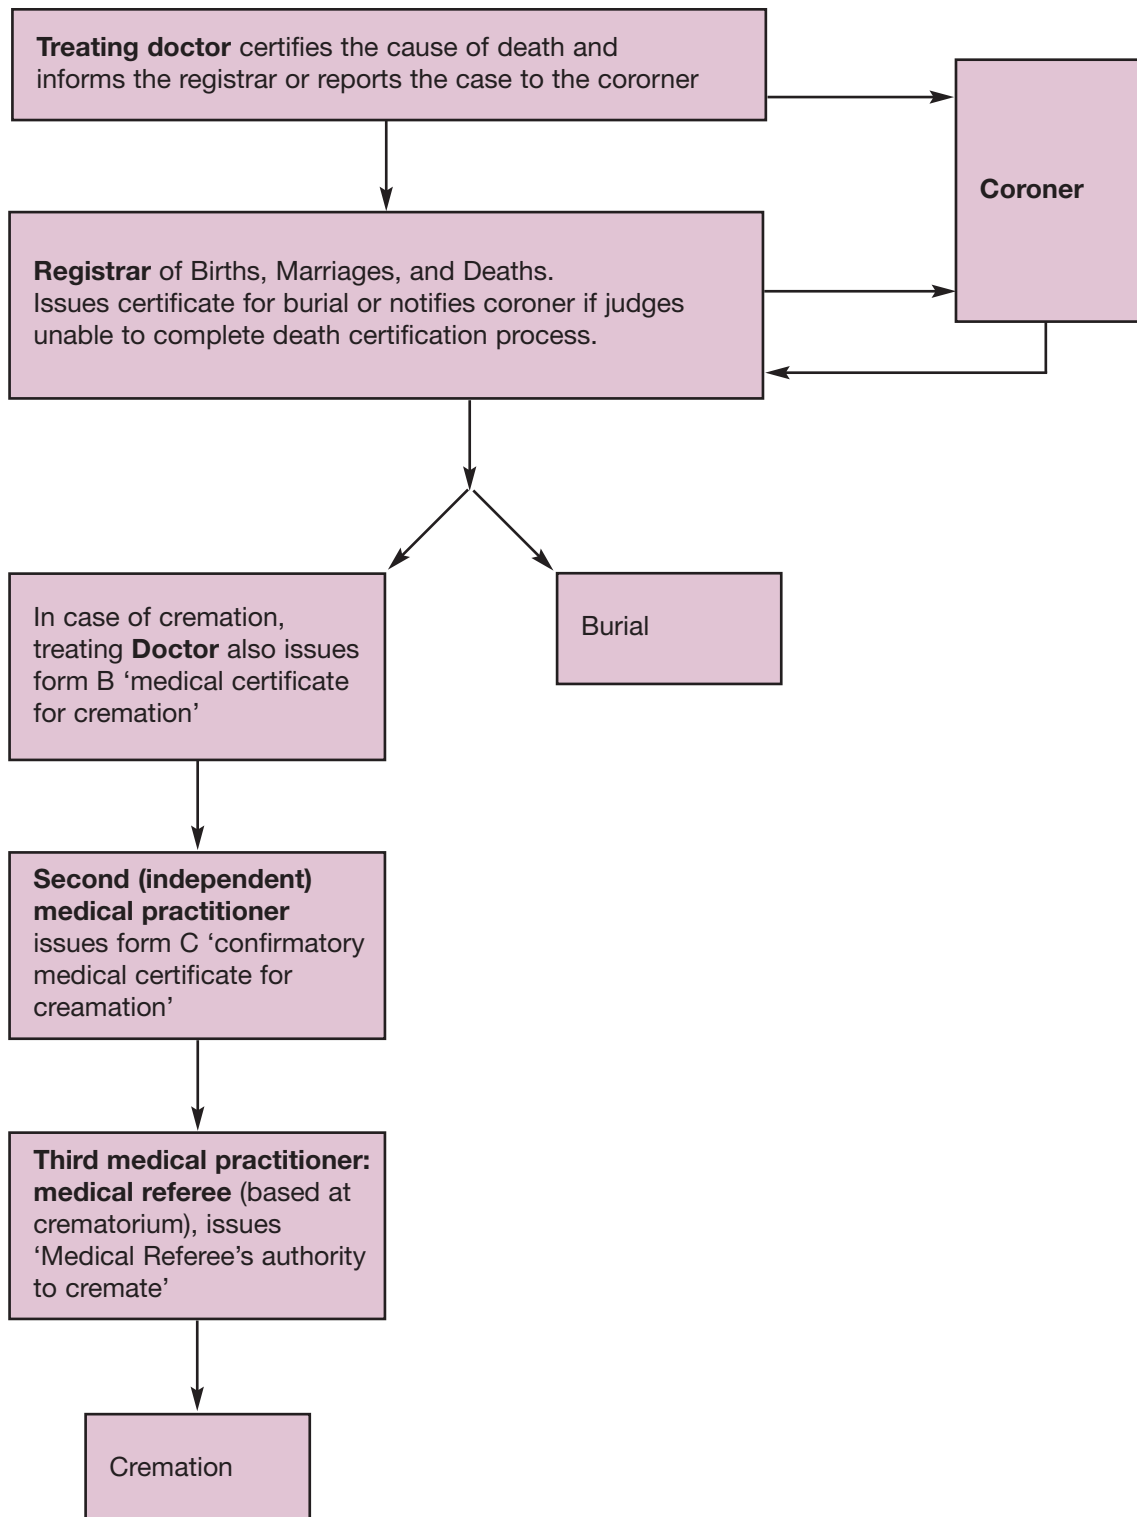 Treating doctor certifies the cause of death and
informs the registrar or reports the case to the cororner
Coroner
Registrar of Births, Marriages, and Deaths.
Issues certificate for burial or notifies coroner if judges
unable to complete death certification process.
In case of cremation,
treating Doctor also issues
form B ‘medical certificate
for cremation’
Burial
Second (independent)
medical practitioner
issues form C ‘confirmatory
medical certificate for
creamation’
Third medical practitioner:
medical referee (based at
crematorium), issues
‘Medical Referee’s authority
to cremate’
Cremation